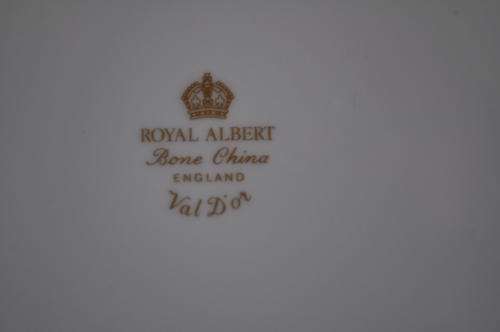 ROYAL ALBERT
Bone China
ENGLAND
Val D'or